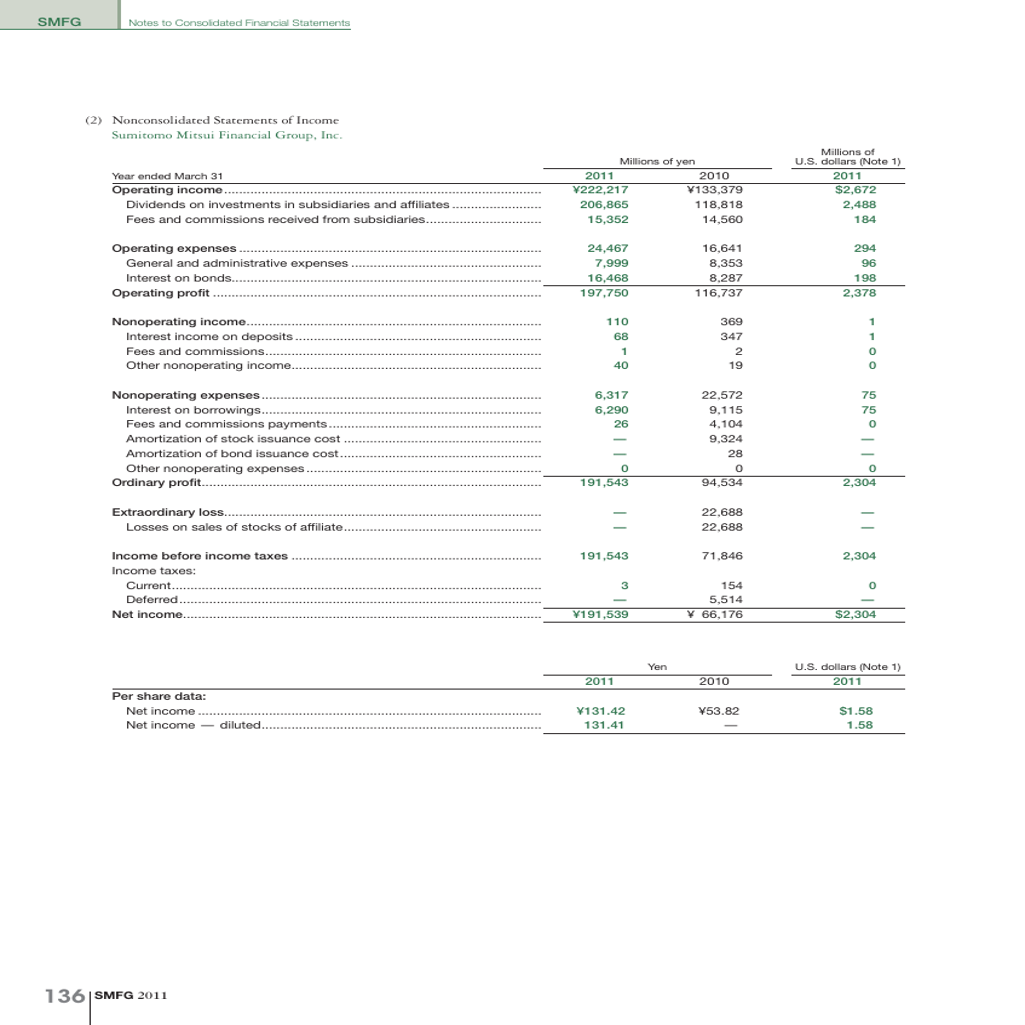 SMFG Notes to Consolidated Financial Statements
(2) Nonconsolidated Statements of Income
Sumitomo Mitsui Financial Group, Inc.
Millions of yen Millions of U.S. dollars (Note 1)
Year ended March 31 2011 2010 2011
Operating income ¥222,217 ¥133,379 $2,672
Dividends on investments in subsidiaries and affiliates 206,865 118,818 2,488
Fees and commissions received from subsidiaries 15,352 14,560 184
Operating expenses 24,467 16,641 294
General and administrative expenses 7,999 8,353 96
Interest on bonds 16,468 8,287 198
Operating profit 197,750 116,737 2,378
Nonoperating income 110 369 1
Interest income on deposits 68 347 1
Fees and commissions 1 2 0
Other nonoperating income 40 19 0
Nonoperating expenses 6,317 22,572 75
Interest on borrowings 6,290 9,115 75
Fees and commissions payments 26 4,104 0
Amortization of stock issuance cost — 9,324 —
Amortization of bond issuance cost — 28 —
Other nonoperating expenses 0 0 0
Ordinary profit 191,543 94,534 2,304
Extraordinary loss — 22,688 —
Losses on sales of stocks of affiliate — 22,688 —
Income before income taxes 191,543 71,846 2,304
Income taxes:
Current 3 154 0
Deferred — 5,514 —
Net income ¥191,539 ¥ 66,176 $2,304
Yen U.S. dollars (Note 1)
2011 2010 2011
Per share data:
Net income ¥131.42 ¥53.82 $1.58
Net income — diluted 131.41 — 1.58
136 SMFG 2011